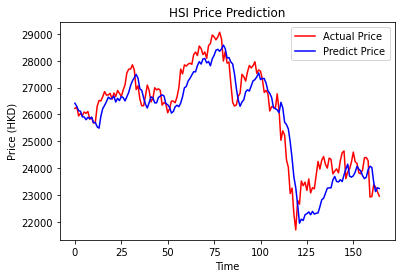 HSI Price Prediction
Actual Price
Predict Price
Price (HKD)
29000
28000
27000
26000
25000
24000
23000
22000
0 25 50 75 100 125 150
Time